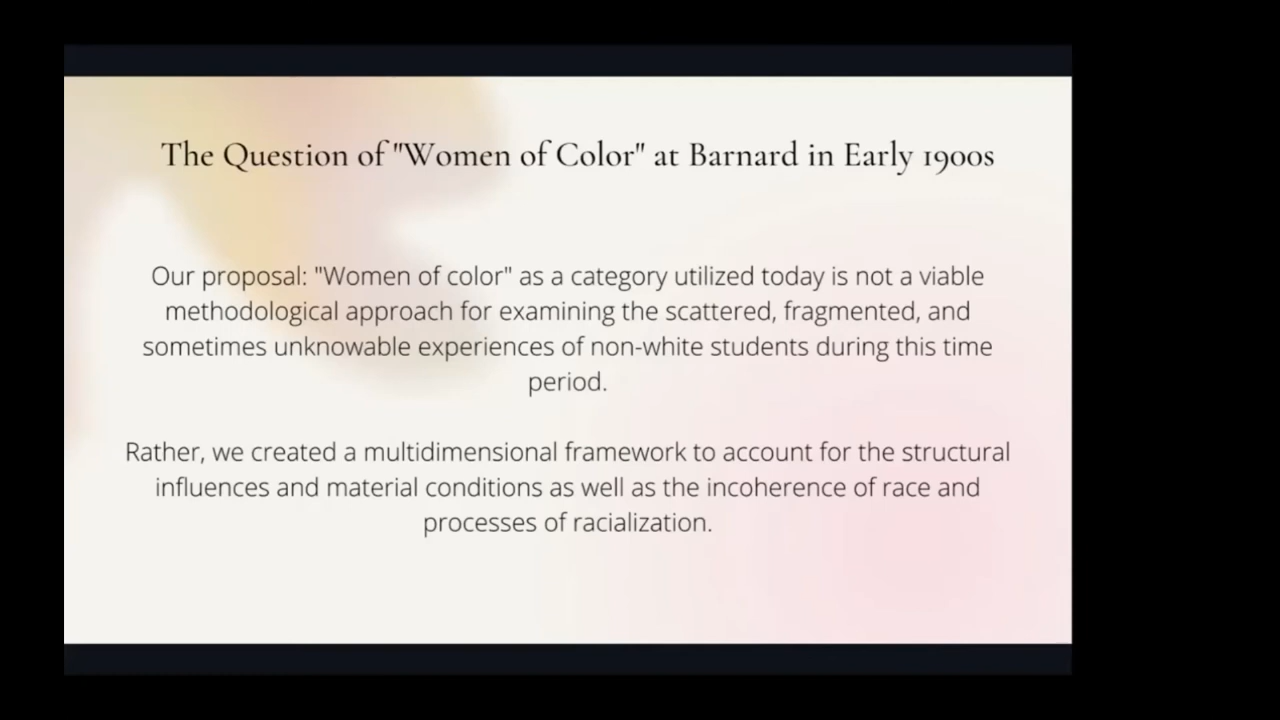 The Question of "Women of Color" at Barnard in Early 1900s
Our proposal: "Women of color" as a category utilized today is not a viable
methodological approach for examining the scattered, fragmented, and
sometimes unknowable experiences of non-white students during this time
period.
Rather, we created a multidimensional framework to account for the structural
influences and material conditions as well as the incoherence of race and
processes of racialization.